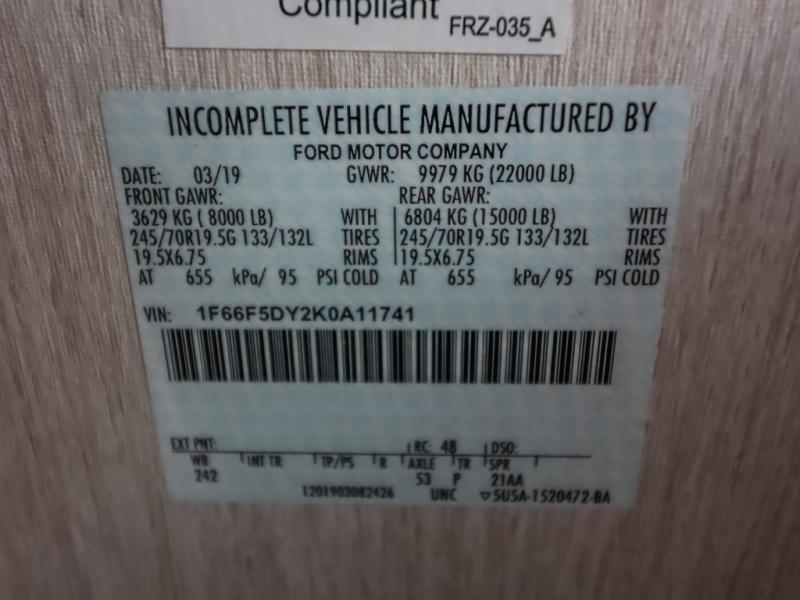 Compliant
FRZ-035_A
INCOMPLETE VEHICLE MANUFACTURED BY
FORD MOTOR COMPANY
DATE: 03/19 GVWR: 9979 KG (22000 LB)
FRONT GAWR: REAR GAWR:
3629 KG ( 8000 LB) WITH 6804 KG (15000 LB) WITH
245/70R19.5G 133/132L TIRES 245/70R19.5G 133/132L TIRES
19.5X6.75 RIMS 19.5X6.75 RIMS
AT 655 kPa/ 95 PSI COLD AT 655 kPa/ 95 PSI COLD
VIN: 1F66F5DY2K0A11741
EXT PNT: RC: 48 DSO:
WB INT TR TP/PS R AXLE TR SPR
242 53 P 21AA
1201903082426 UNC ▽5U5A-1520472-BA